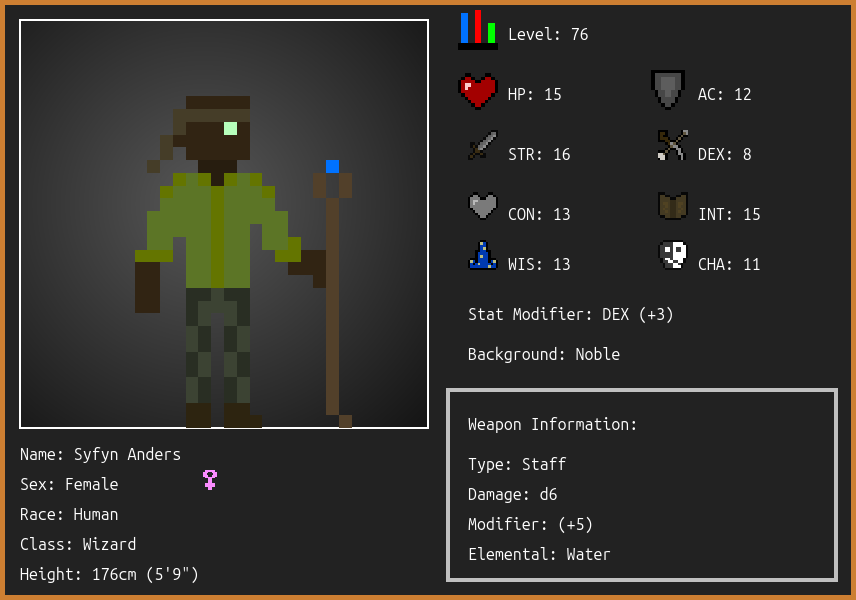 Level: 76
HP: 15
AC: 12
STR: 16
DEX: 8
CON: 13
INT: 15
WIS: 13
CHA: 11
Stat Modifier: DEX (+3)
Background: Noble
Weapon Information:
Type: Staff
Damage: d6
Modifier: (+5)
Elemental: Water
Name: Syfyn Anders
Sex: Female
Race: Human
Class: Wizard
Height: 176cm (5'9")